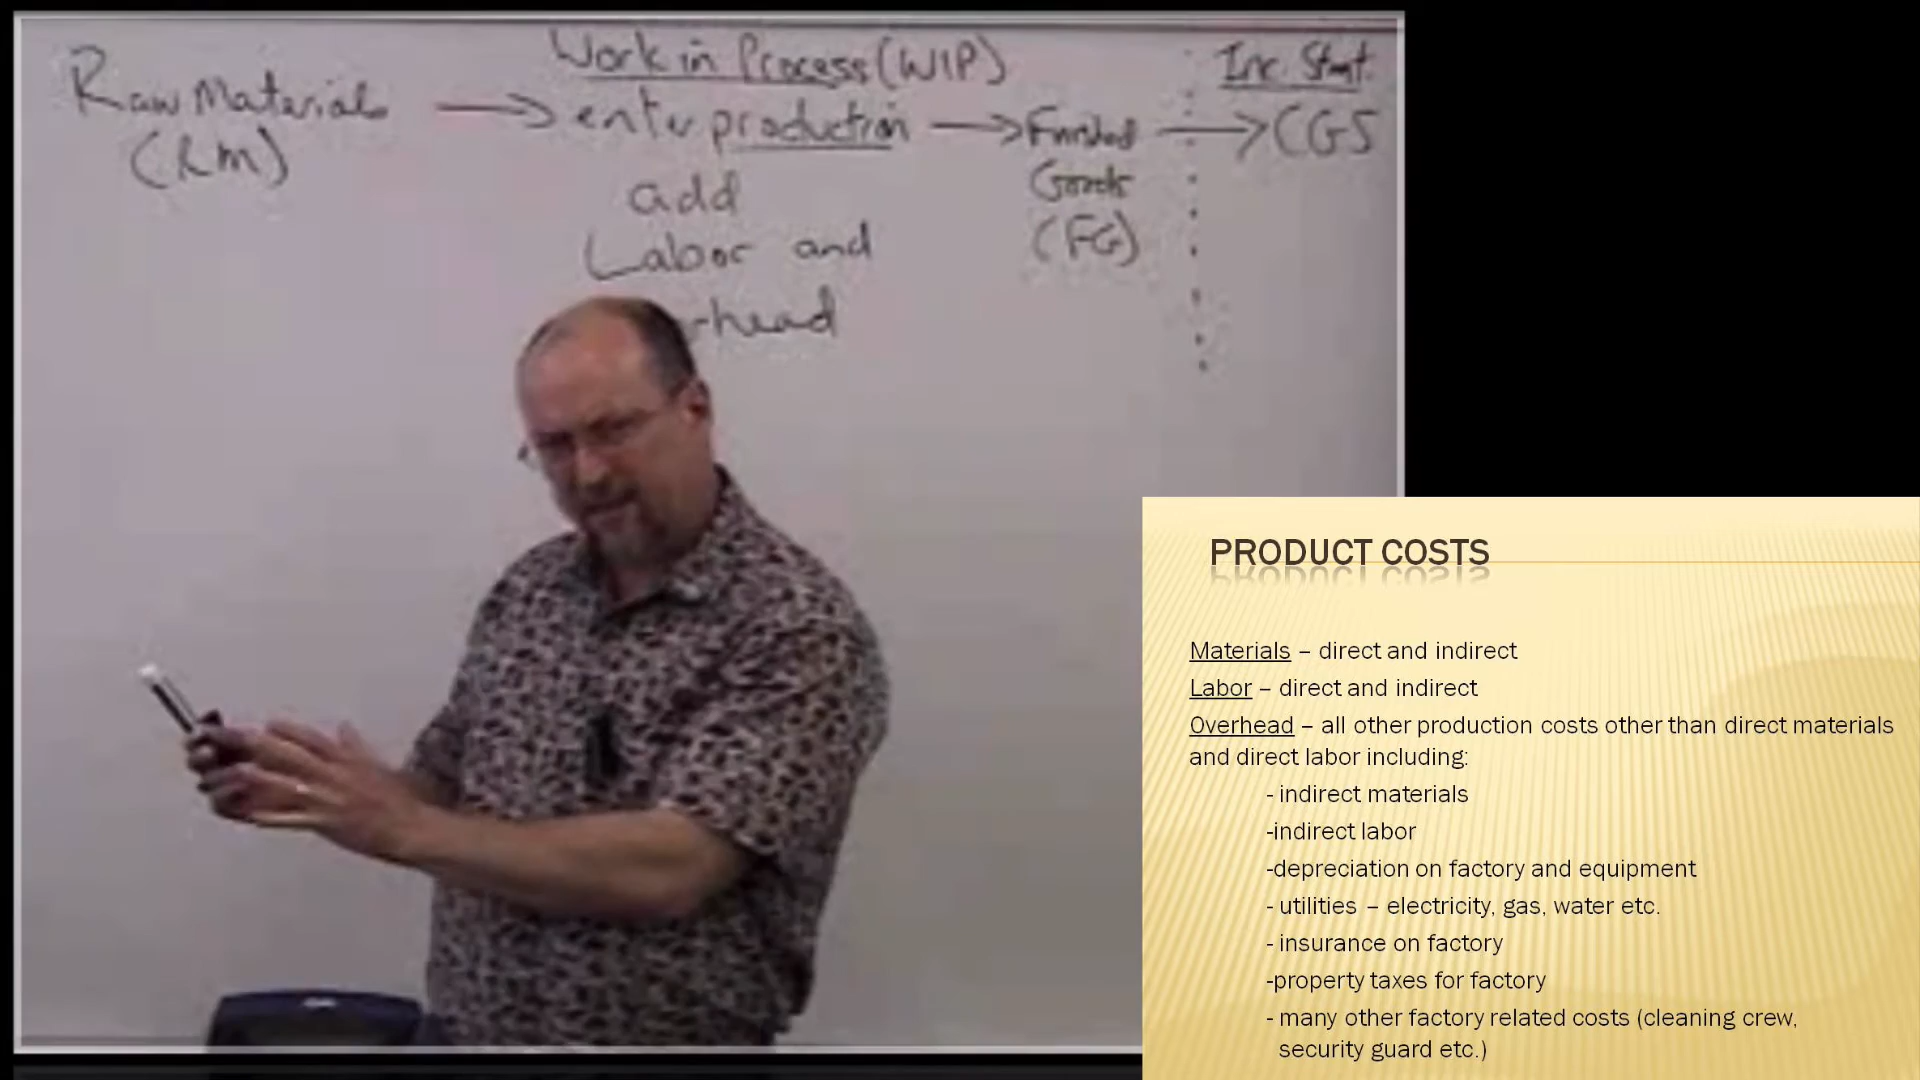 Raw Materials
(RM)
Work in Process (WIP)
enter production
add
Labor and
rhead
Finished
Goods
(FG)
Inc. Stmt.
CGS
PRODUCT COSTS
Materials – direct and indirect
Labor – direct and indirect
Overhead – all other production costs other than direct materials
and direct labor including:
- indirect materials
-indirect labor
-depreciation on factory and equipment
- utilities – electricity, gas, water etc.
- insurance on factory
-property taxes for factory
- many other factory related costs (cleaning crew,
security guard etc.)